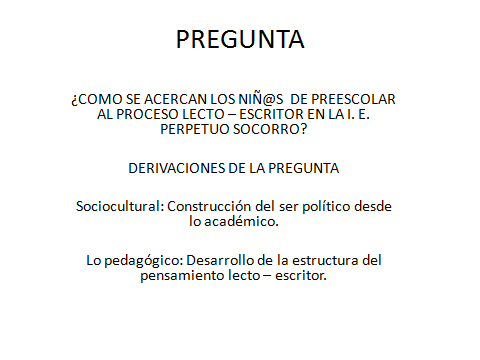 PREGUNTA
¿COMO SE ACERCAN LOS NIÑ@S DE PREESCOLAR
AL PROCESO LECTO – ESCRITOR EN LA I. E.
PERPETUO SOCORRO?
DERIVACIONES DE LA PREGUNTA
Sociocultural: Construcción del ser político desde
lo académico.
Lo pedagógico: Desarrollo de la estructura del
pensamiento lecto – escritor.